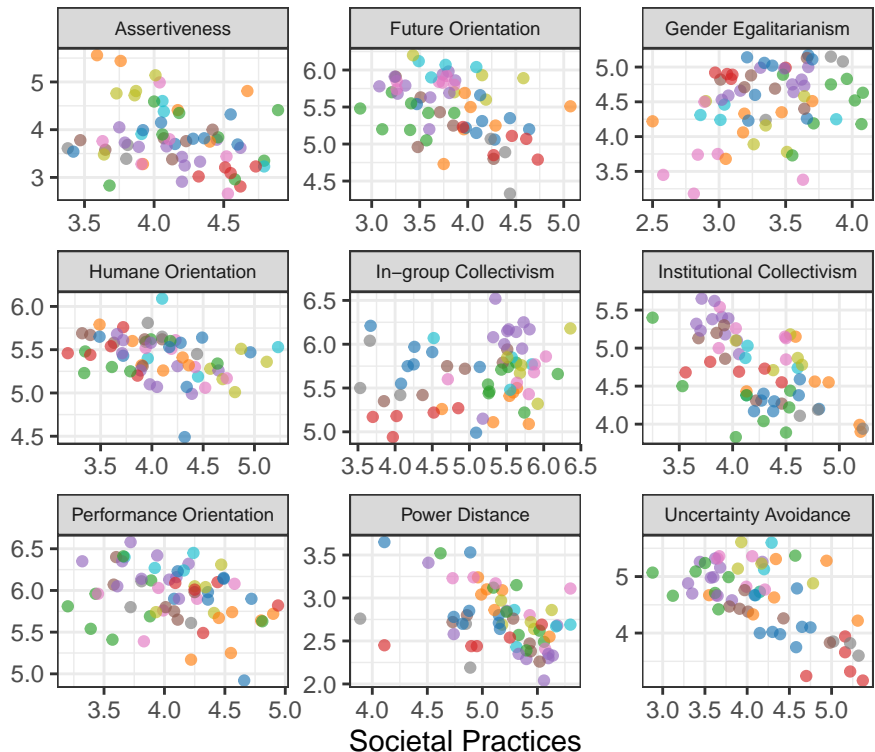 Assertiveness
Future Orientation
Gender Egalitarianism
5
4
3
3.5 4.0 4.5
6.0
5.5
5.0
4.5
3.0 3.5 4.0 4.5 5.0
5.0
4.5
4.0
3.5
2.5 3.0 3.5 4.0
Humane Orientation
In-group Collectivism
Institutional Collectivism
6.0
5.5
5.0
4.5
3.5 4.0 4.5 5.0
6.5
6.0
5.5
5.0
3.5 4.0 4.5 5.0 5.5 6.0 6.5
5.5
5.0
4.5
4.0
3.5 4.0 4.5 5.0
Performance Orientation
Power Distance
Uncertainty Avoidance
6.5
6.0
5.5
5.0
3.5 4.0 4.5 5.0
3.5
3.0
2.5
2.0
4.0 4.5 5.0 5.5
5
4
3.0 3.5 4.0 4.5 5.0
Societal Practices